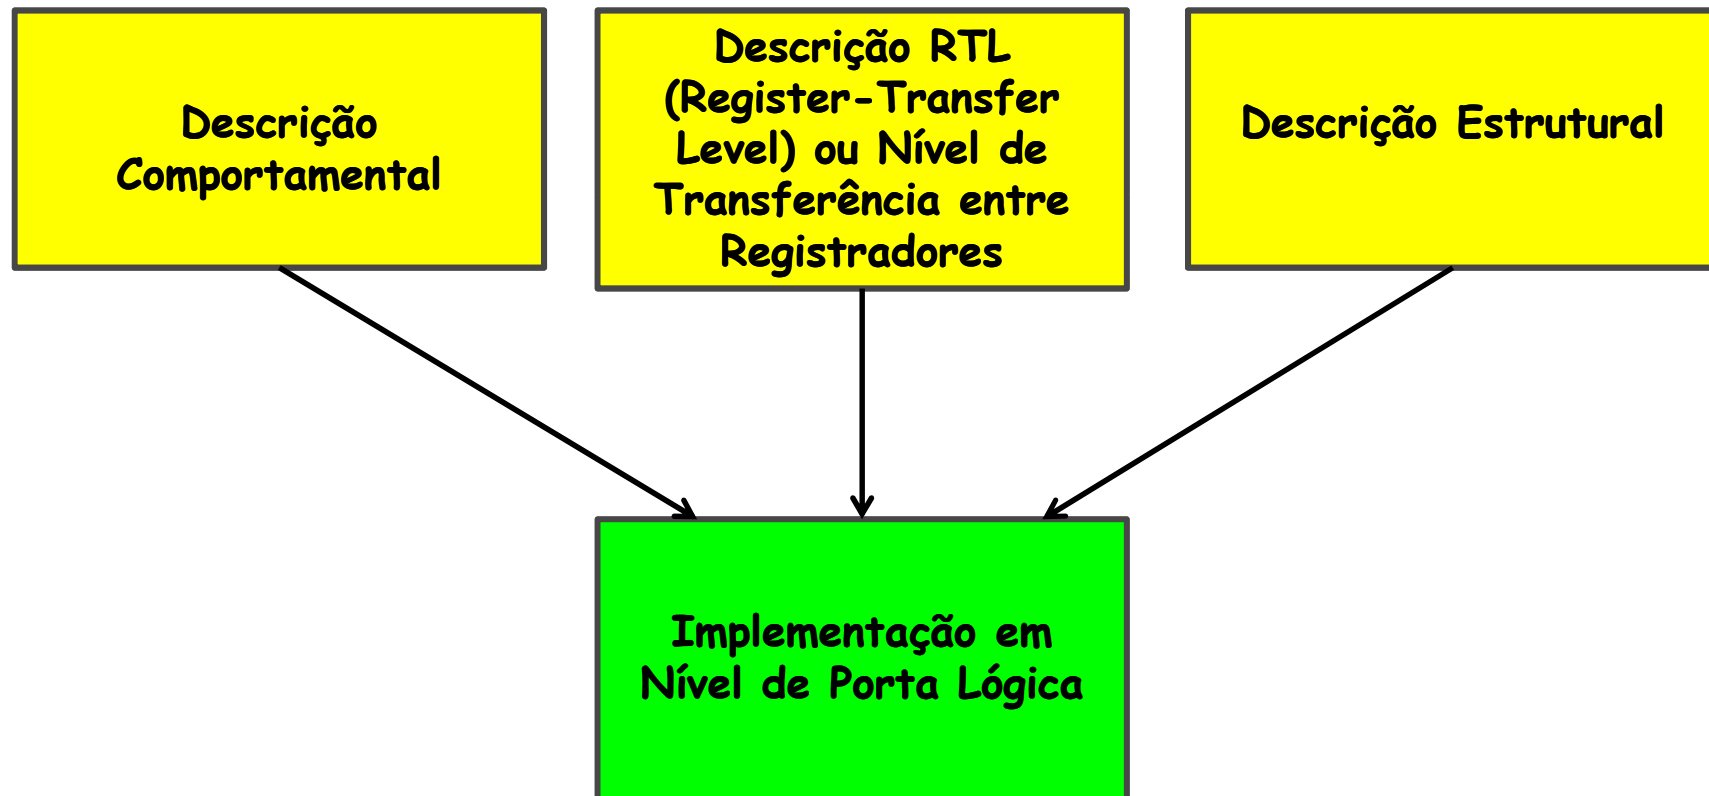 Descrição
Comportamental
Descrição RTL
(Register-Transfer
Level) ou Nível de
Transferência entre
Registradores
Descrição Estrutural
Implementação em
Nível de Porta Lógica